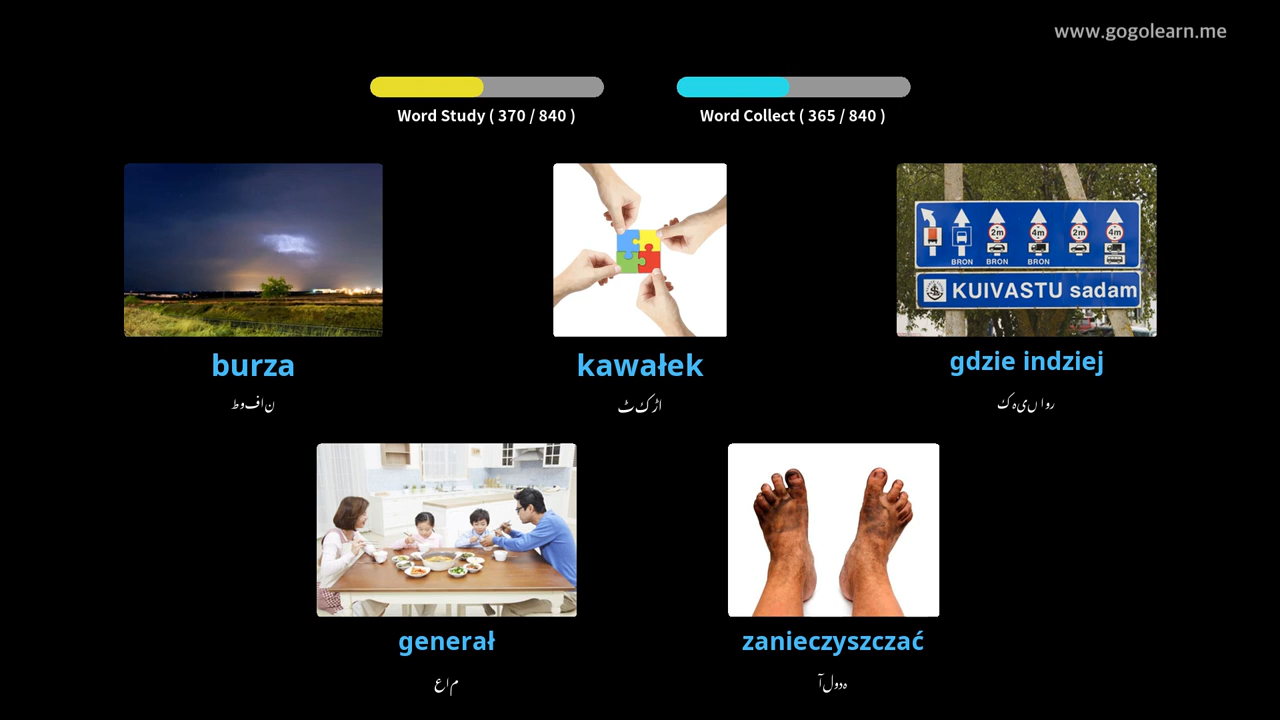 www.gogolearn.me
Word Study ( 370 / 840 )
Word Collect ( 365 / 840 )
2m 4m 2m 4m
BRON BRON BRON
KUIVASTU sadam
burza
kawałek
gdzie indziej
طوفان
ٹکڑا
کہیں اور
generał
zanieczyszczać
عام
آلودہ